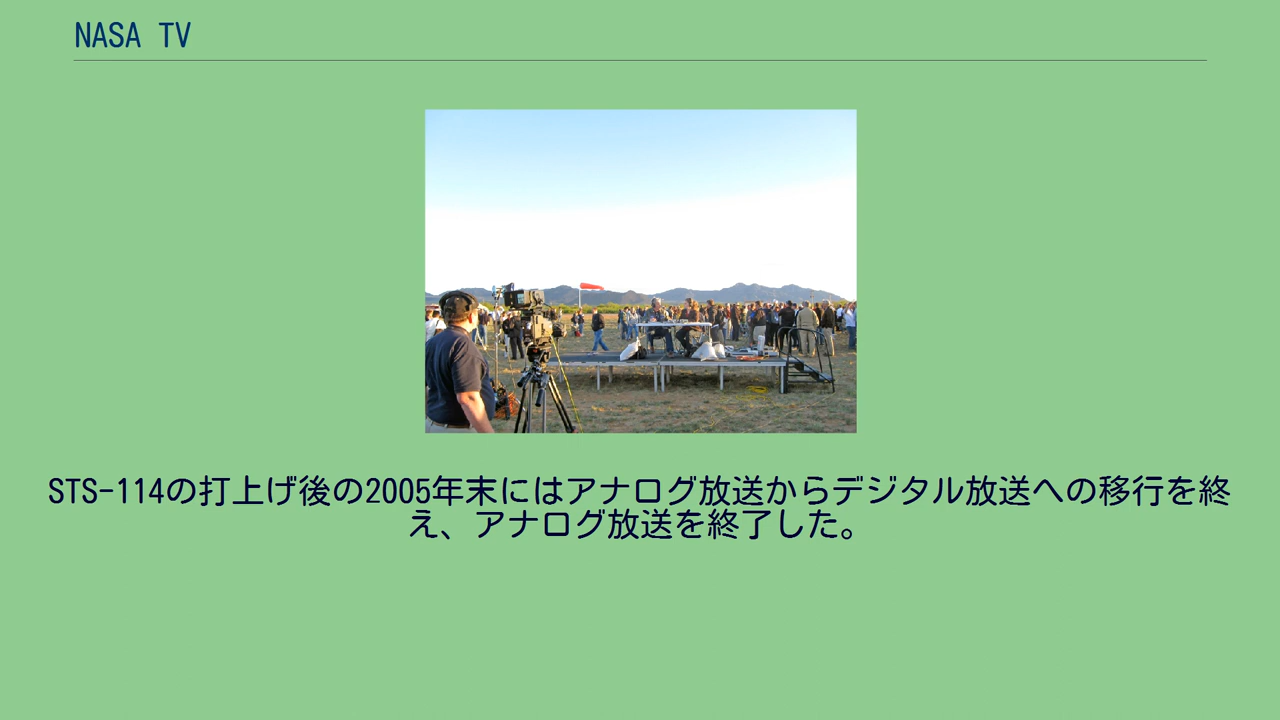 NASA TV
STS-114の打上げ後の2005年末にはアナログ放送からデジタル放送への移行を終
え、アナログ放送を終了した。